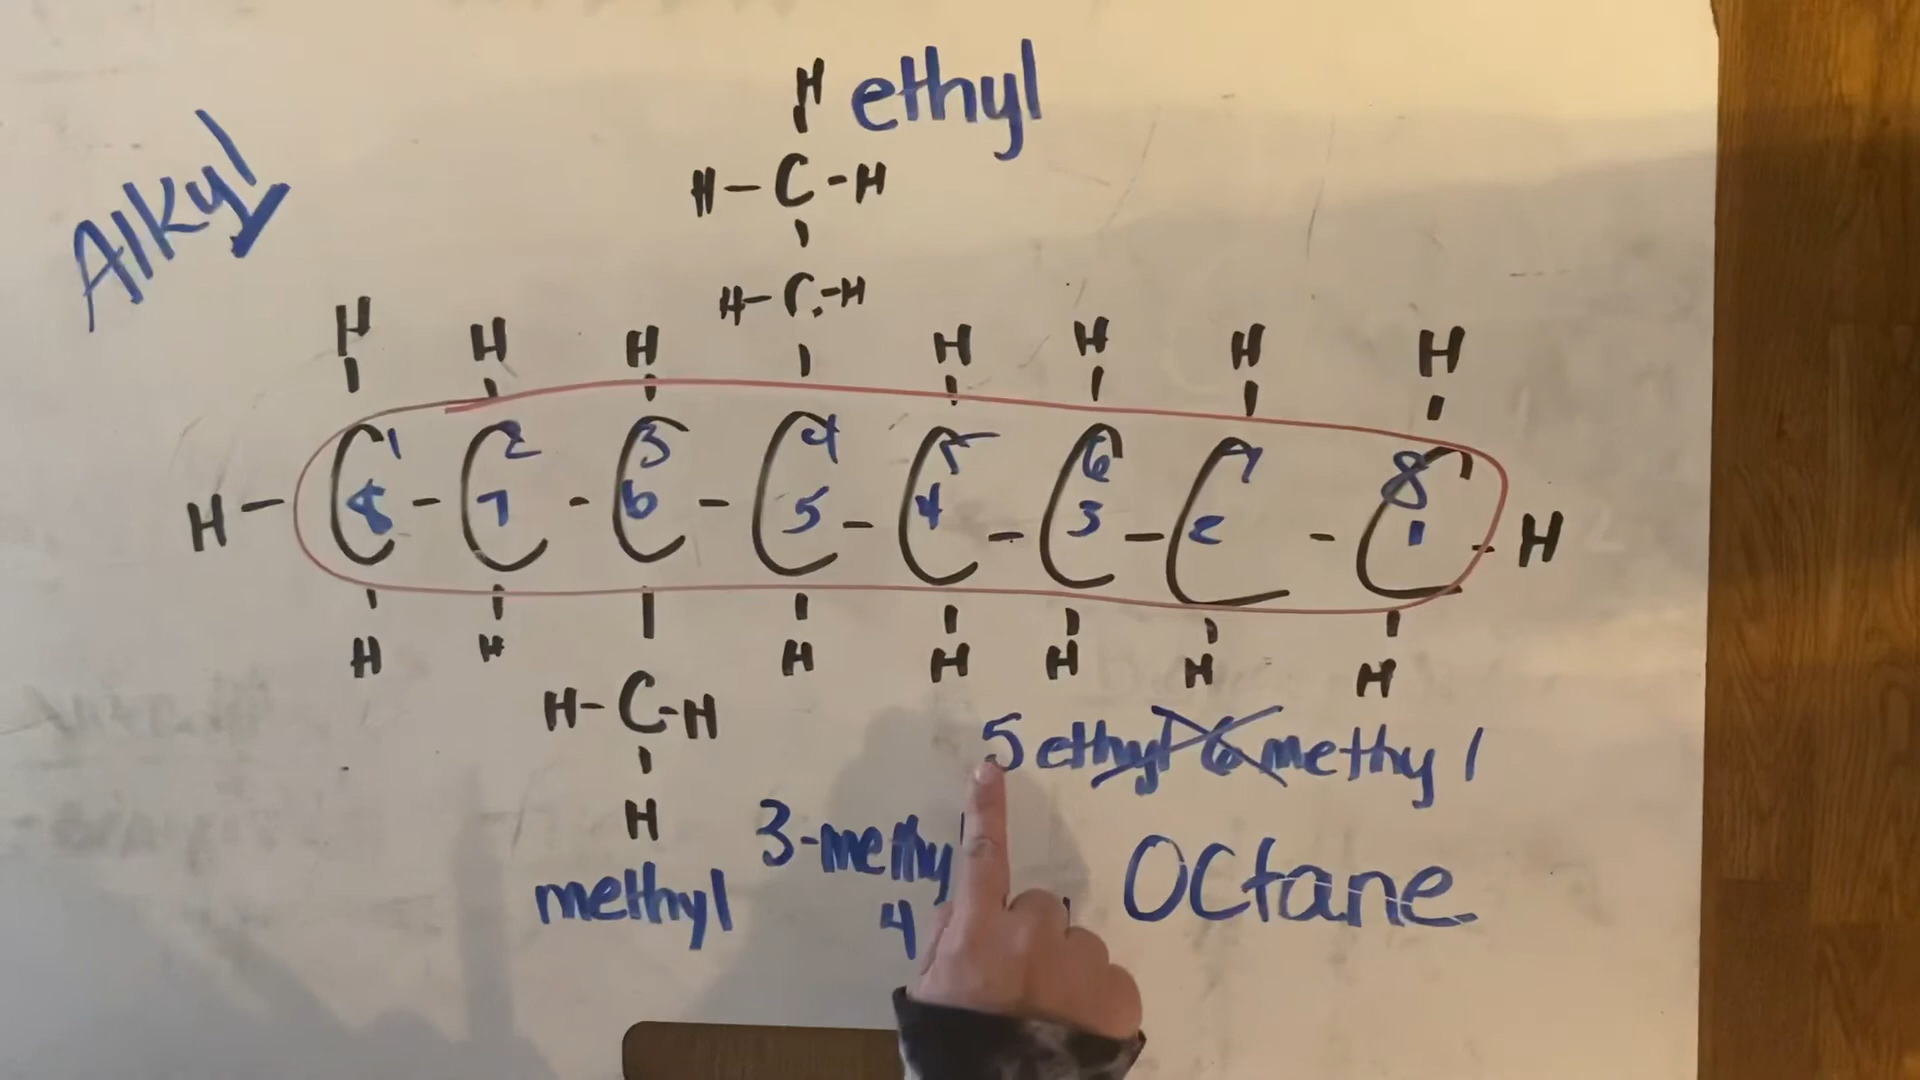 H ethyl
Alkyl
H-C-H
H-C-H
H H H H H H H
1 2 3 4 5 6 7 8
H-C-C-C-C-C-C-C-C-H
8 7 6 5 4 3 2 1
H H H H H H H
H-C-H
5 ethyl 6 methyl
H
3-methy
Octane
methyl
4